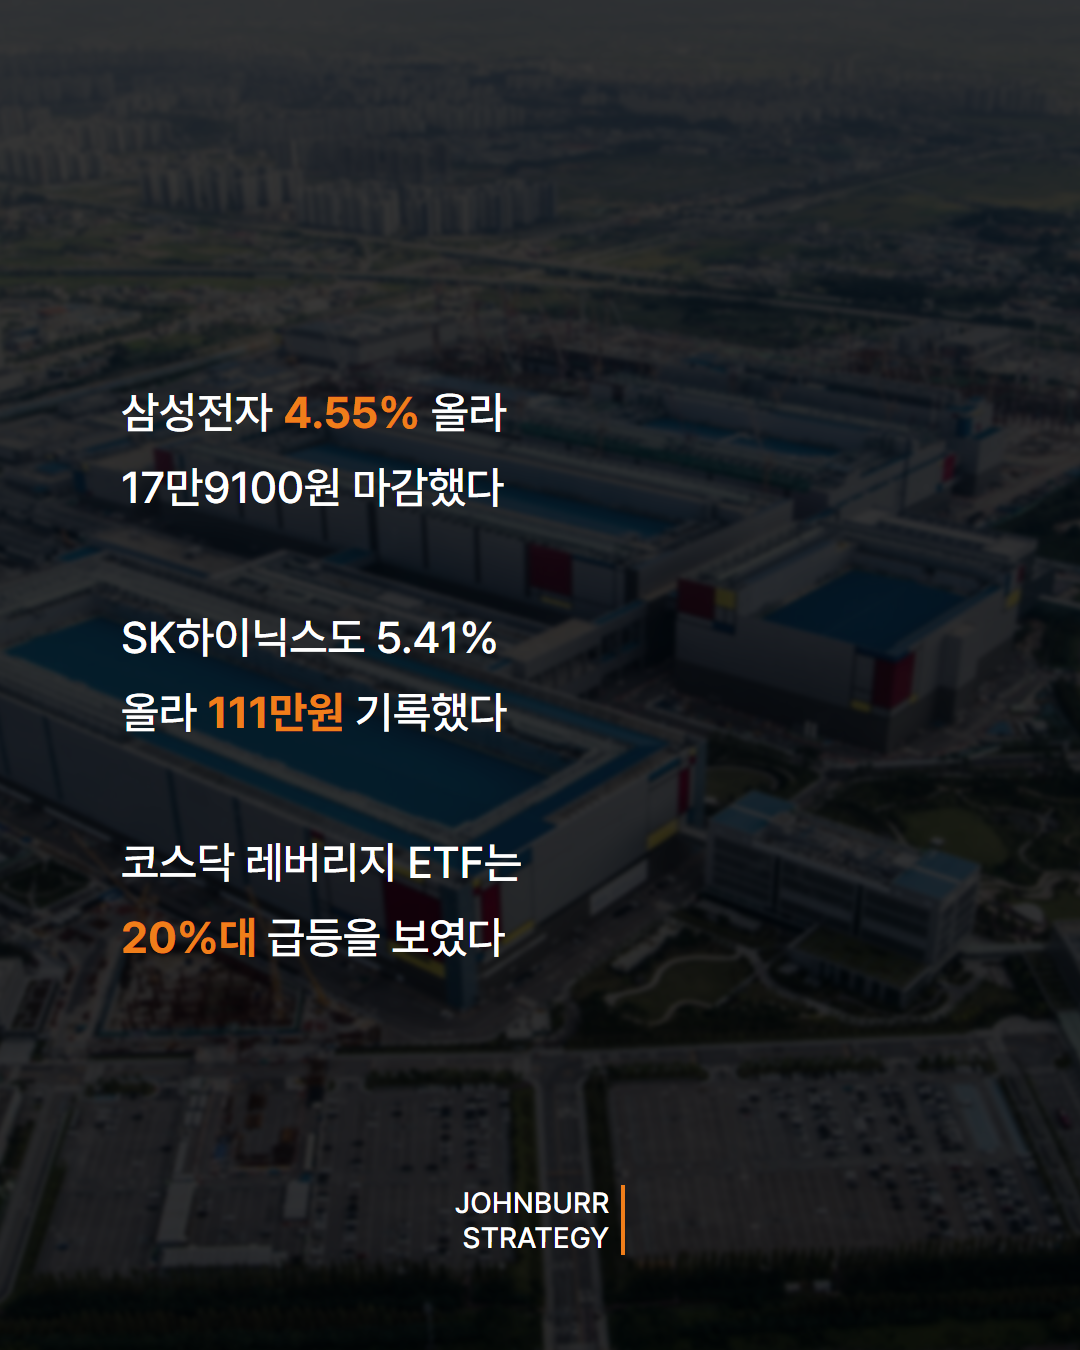 삼성전자 4.55% 올라
17만9100원 마감했다
SK하이닉스도 5.41%
올라 111만원 기록했다
코스닥 레버리지 ETF는
20%대 급등을 보였다
JOHNBURR
STRATEGY